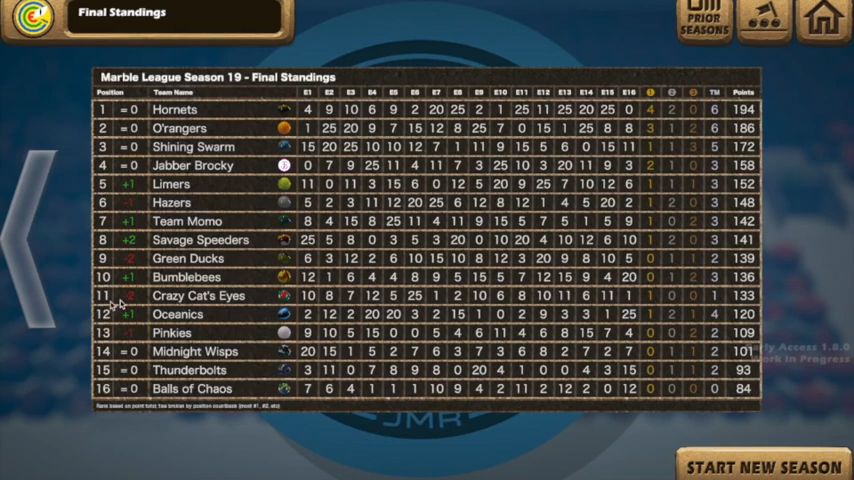 Final Standings
PRIOR
SEASONS
Marble League Season 19 - Final Standings
Position Team Name E1 E2 E3 E4 E5 E6 E7 E8 E9 E10 E11 E12 E13 E14 E15 E16 1 2 3 TM Points
1 = 0 Hornets 4 9 10 6 9 2 20 25 2 1 25 11 25 20 25 0 4 2 0 6 194
2 = 0 O'rangers 1 25 20 9 7 15 12 8 25 7 0 15 1 25 8 8 3 1 2 6 186
3 = 0 Shining Swarm 15 20 25 10 10 12 7 1 11 9 15 5 6 0 15 11 1 1 3 5 172
4 = 0 Jabber Brocky J 0 7 9 25 11 4 11 7 3 25 10 3 20 11 9 3 2 1 0 3 158
5 +1 Limers 11 0 11 3 15 6 0 12 5 20 9 25 7 10 12 6 1 1 1 3 152
6 -1 Hazers 5 2 3 11 12 20 25 6 12 8 12 1 4 5 20 2 1 2 0 3 148
7 +1 Team Momo 8 4 15 8 25 11 4 11 9 15 5 7 5 1 5 9 1 0 2 3 142
8 +2 Savage Speeders 25 5 8 0 3 5 3 20 0 10 20 4 10 12 6 10 1 2 0 3 141
9 -2 Green Ducks 6 3 12 2 6 10 15 10 8 12 3 20 9 8 10 5 0 1 1 2 139
10 +1 Bumblebees 12 1 6 4 4 8 9 5 15 5 7 12 15 9 4 20 0 1 2 3 136
11 -2 Crazy Cat's Eyes 10 8 7 12 5 25 1 2 10 6 8 10 11 6 11 1 1 0 0 1 133
12 +1 Oceanics 2 12 2 20 20 3 2 15 1 0 2 9 3 3 1 25 1 2 1 4 120
13 -1 Pinkies 9 10 5 15 0 0 5 4 6 11 4 6 8 15 7 4 0 0 2 2 109
14 = 0 Midnight Wisps 20 15 1 5 2 7 6 3 7 3 6 8 2 7 2 7 0 1 1 2 101
15 = 0 Thunderbolts 3 11 0 7 8 9 8 0 20 4 1 0 0 4 3 15 0 1 1 2 93
16 = 0 Balls of Chaos 7 6 4 1 1 1 10 9 4 2 11 2 12 2 0 12 0 0 0 0 84
Early Access 1.8.0
Work In Progress
JMR
START NEW SEASON